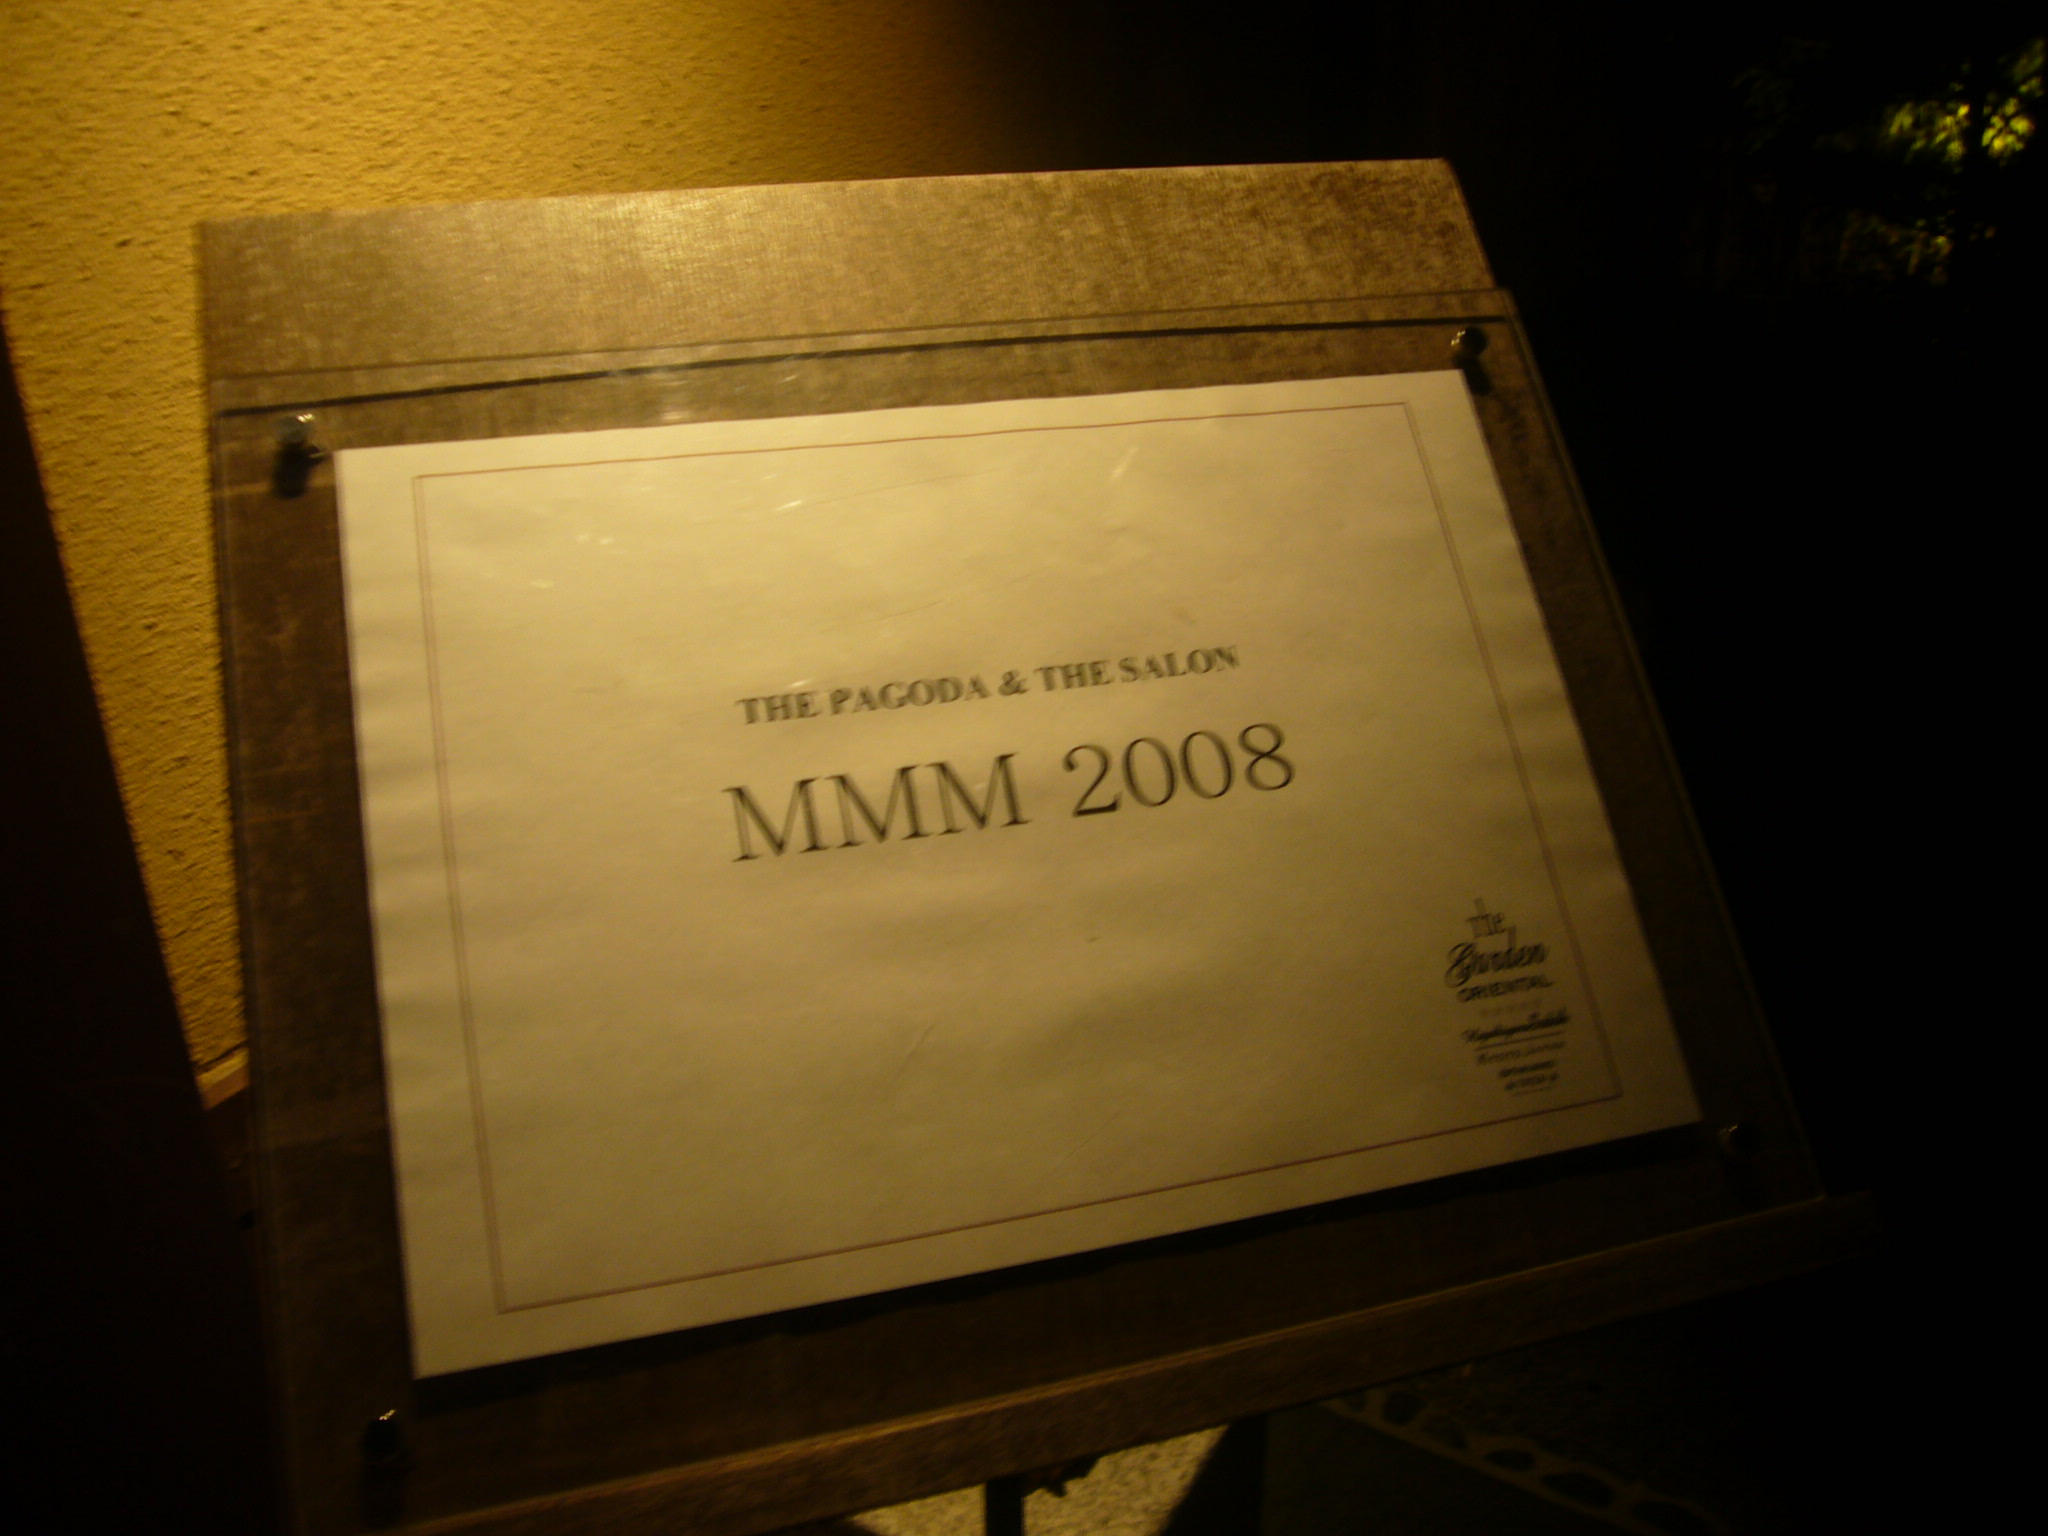 THE PAGODA & THE SALON
MMM 2008
THE
Garden
ORIENTAL